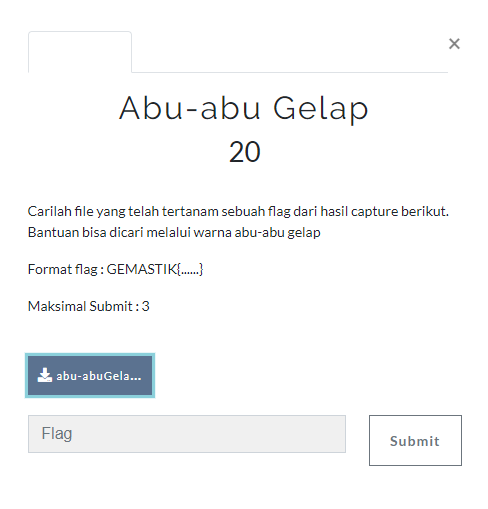 ×
Abu-abu Gelap
20
Carilah file yang telah tertanam sebuah flag dari hasil capture berikut.
Bantuan bisa dicari melalui warna abu-abu gelap
Format flag : GEMASTIK{......}
Maksimal Submit : 3
abu-abuGela...
Flag
Submit